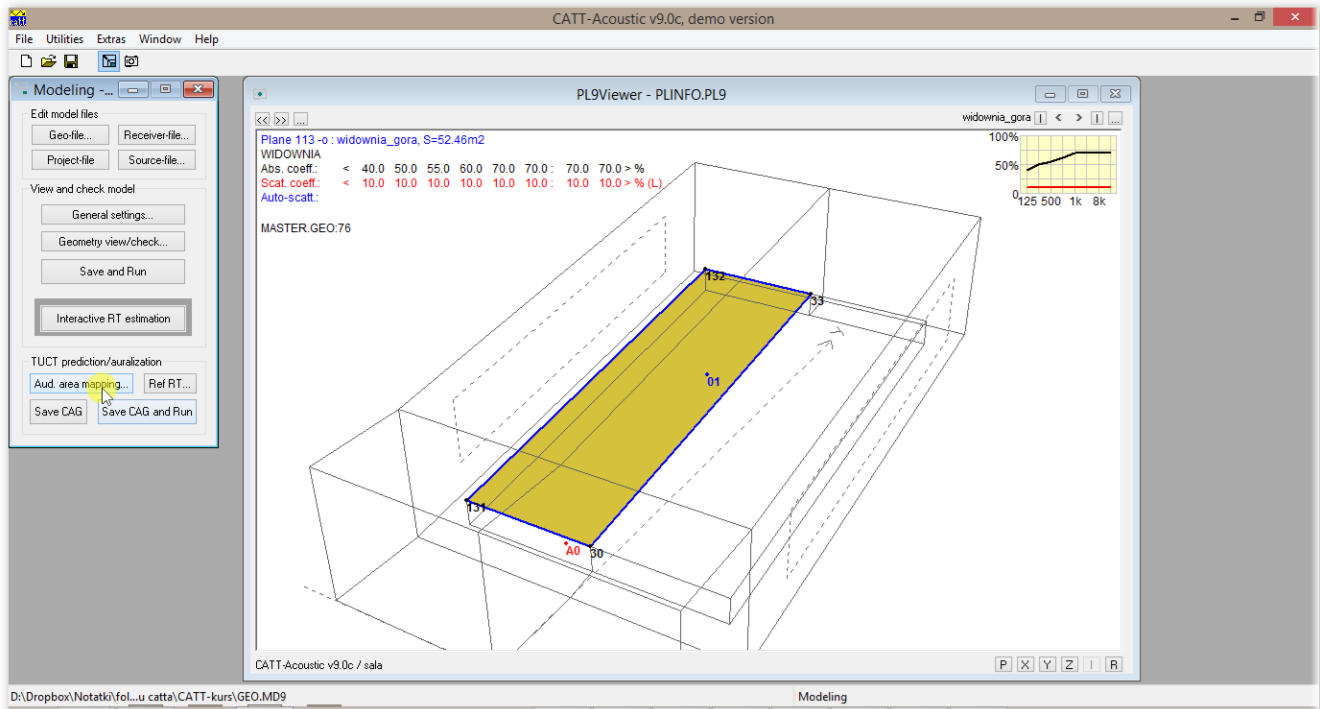 CATT-Acoustic v9.0c, demo version
File Utilities Extras Window Help
Modeling -...
Edit model files
Geo-file... Receiver-file...
Project-file Source-file...
View and check model
General settings...
Geometry view/check...
Save and Run
Interactive RT estimation
TUCT prediction/auralization
Aud. area mapping... Ref RT...
Save CAG Save CAG and Run
PL9Viewer - PLINFO.PL9
<< >> ... widownia_gora | < > | ...
Plane 113 -o : widownia_gora, S=52.46m2
WIDOWNIA
Abs. coeff.: < 40.0 50.0 55.0 60.0 70.0 70.0 : 70.0 70.0 > %
Scat. coeff.: < 10.0 10.0 10.0 10.0 10.0 10.0 : 10.0 10.0 > % (L)
Auto-scatt.:
MASTER.GEO:76
100%
50%
0
125 500 1k 8k
132
33
01
131
A0 30
CATT-Acoustic v9.0c / sala P X Y Z I R
D:\Dropbox\Notatki\fol...u catta\CATT-kurs\GEO.MD9 Modeling